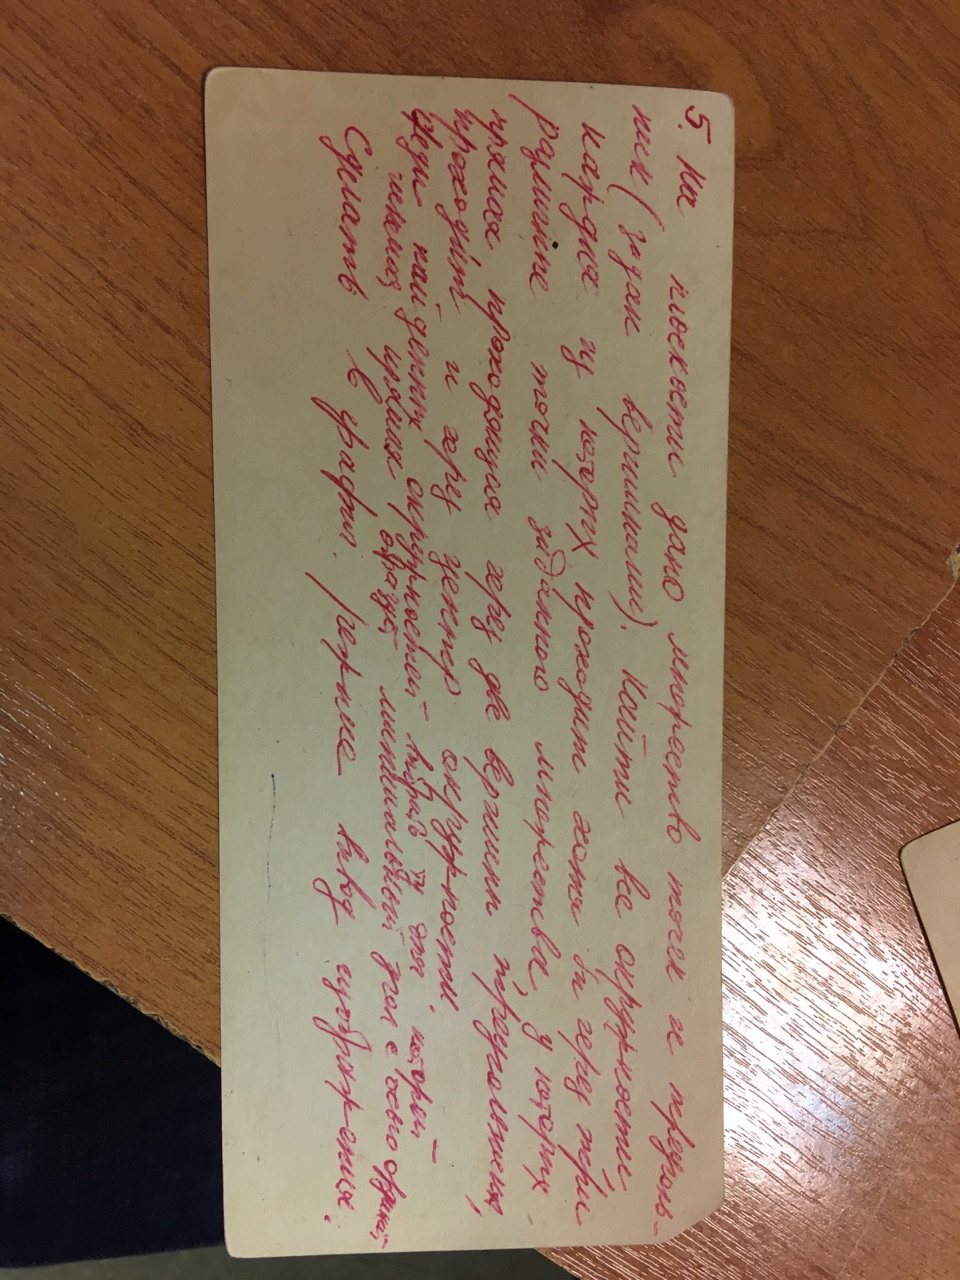 5. На плоскости дано множество точек и треуголь-
ник (задан вершинами). Найти все окружности,
каждая из которых проходит хотя бы через три
различные точки заданного множества, у которых
прямая проходящая через две вершины треугольника,
проходит и через центр окружности.
Среди найденных окружностей выбрать ту для которой
прямая образует минимальный угол с осью ординат
Сделать в графич. режиме вывод изображения.